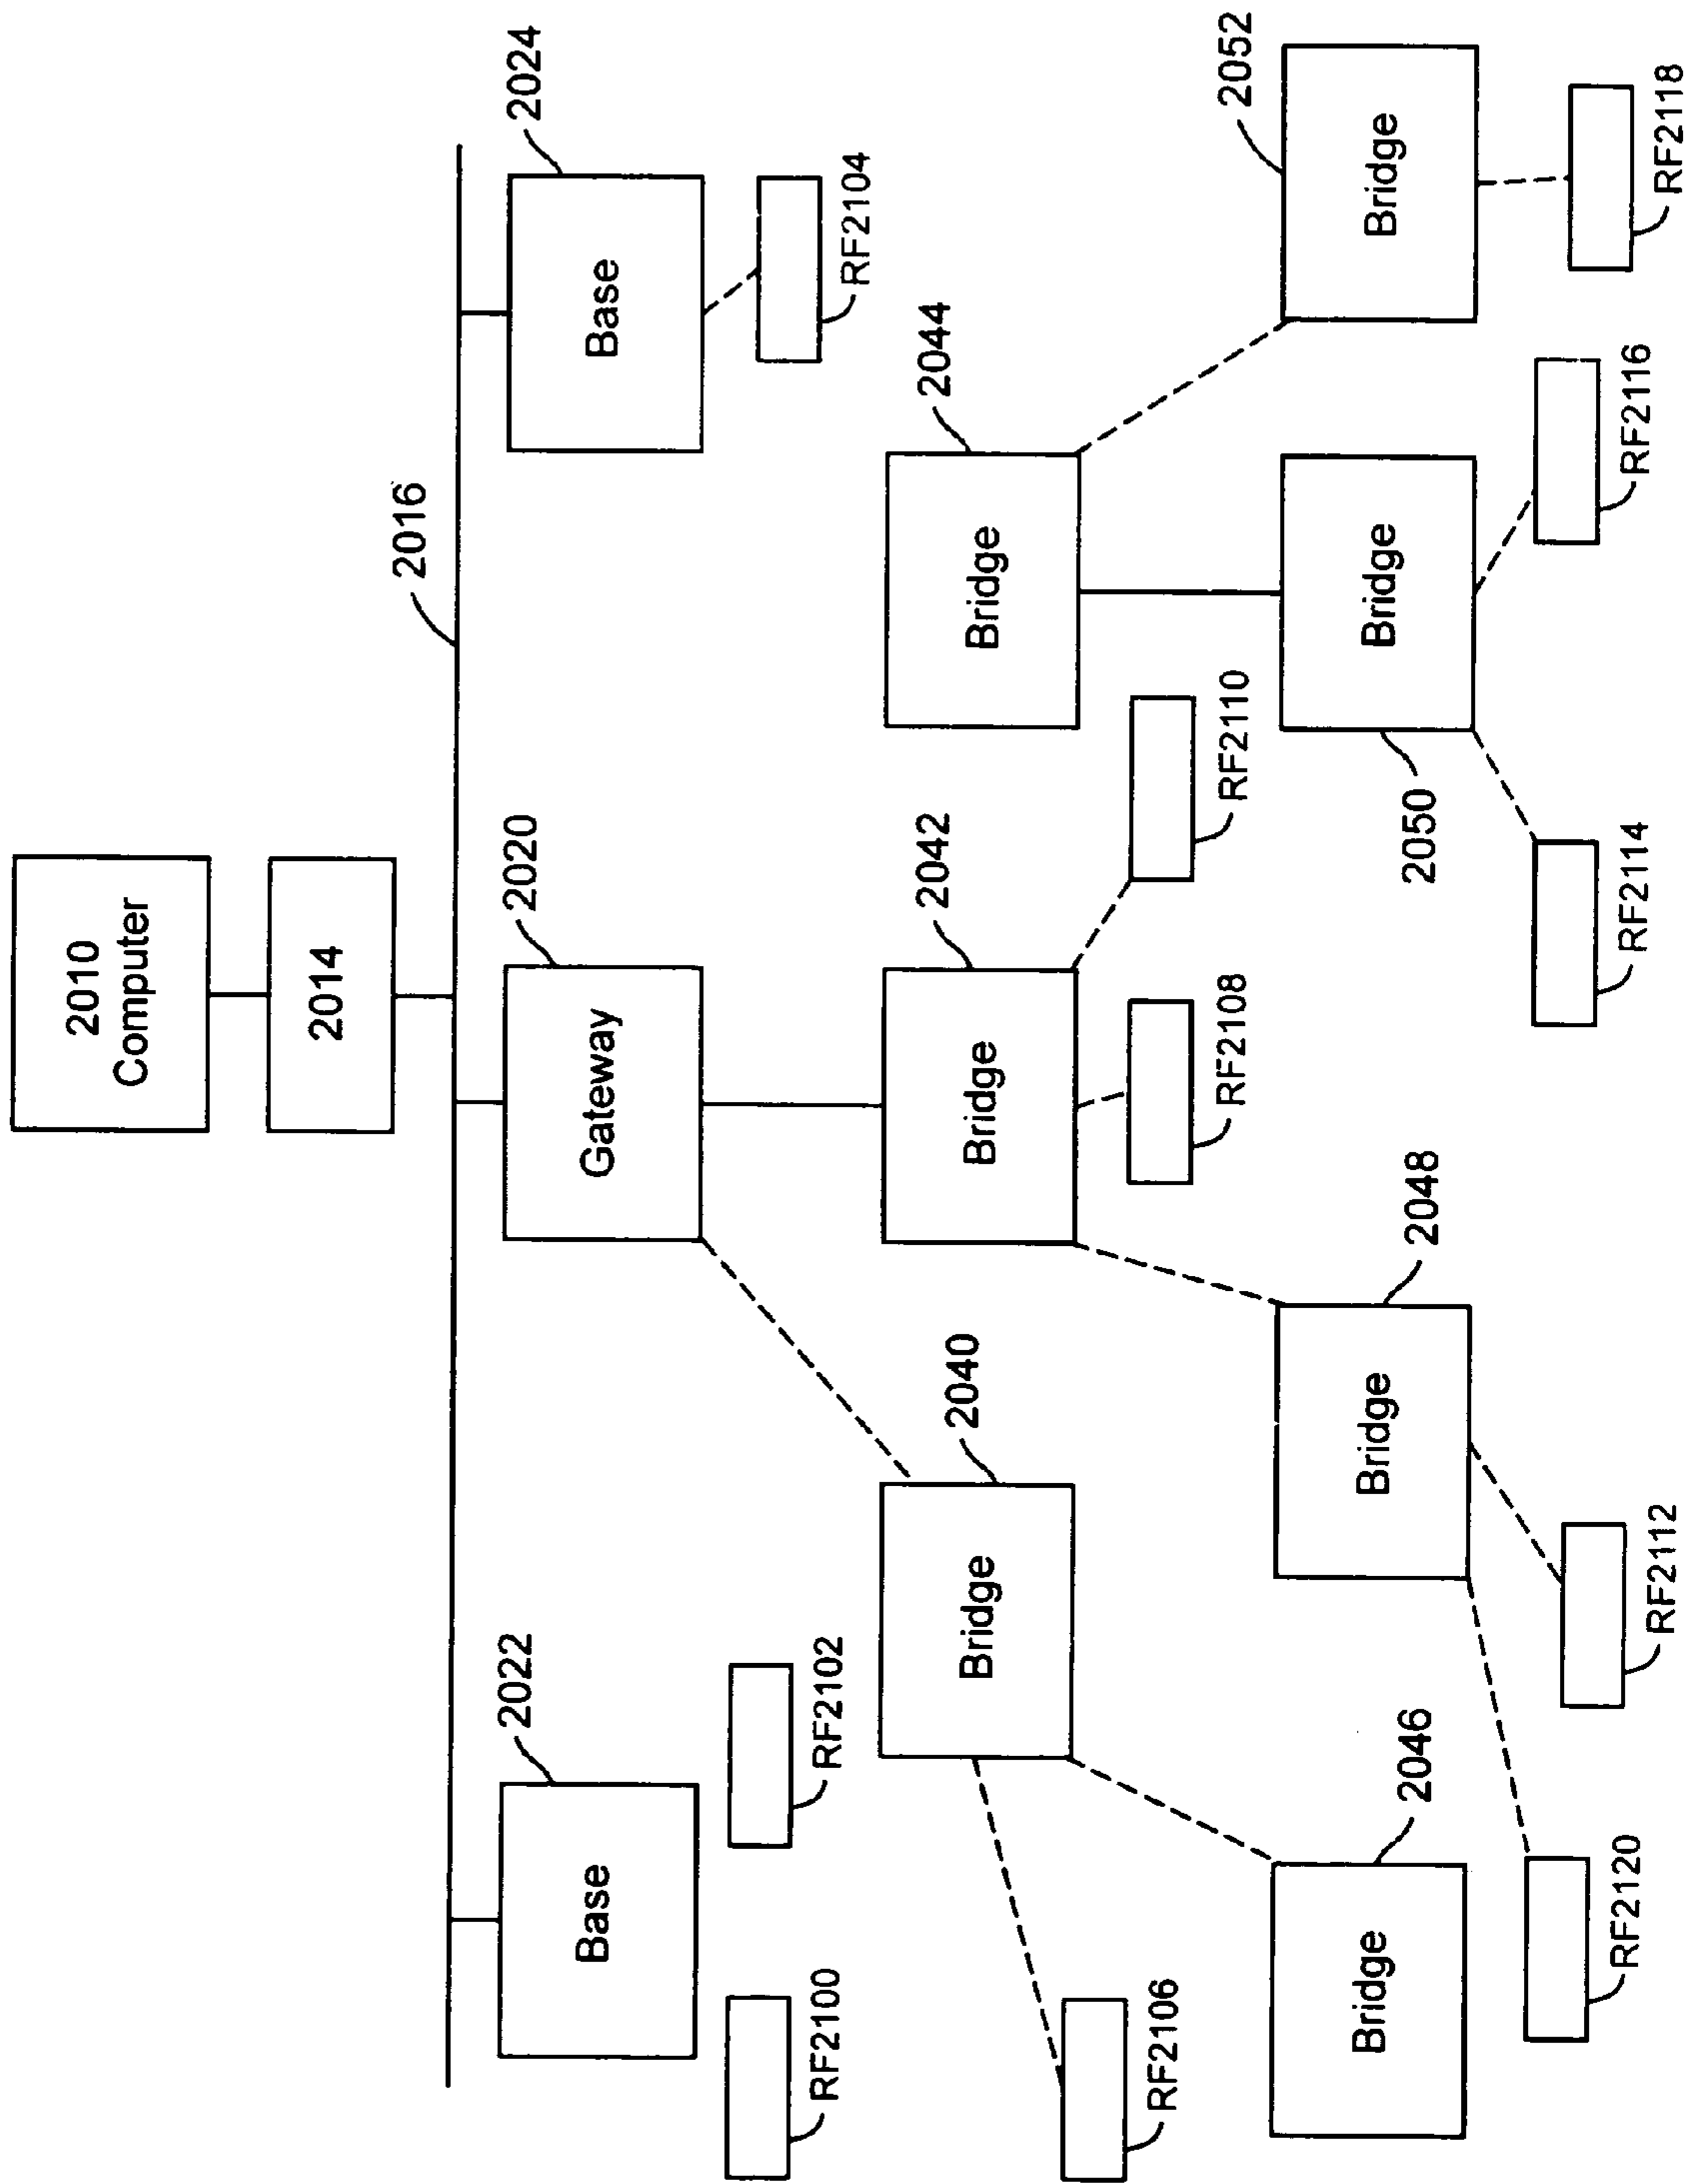 2010
Computer
2014
2016
2022
Base
2020
Gateway
2024
Base
RF2100
RF2102
RF2104
2040
Bridge
2042
Bridge
2044
Bridge
RF2106
RF2108
RF2110
2046
Bridge
2048
Bridge
2050
Bridge
2052
Bridge
RF2120
RF2112
RF2114
RF2116
RF2118